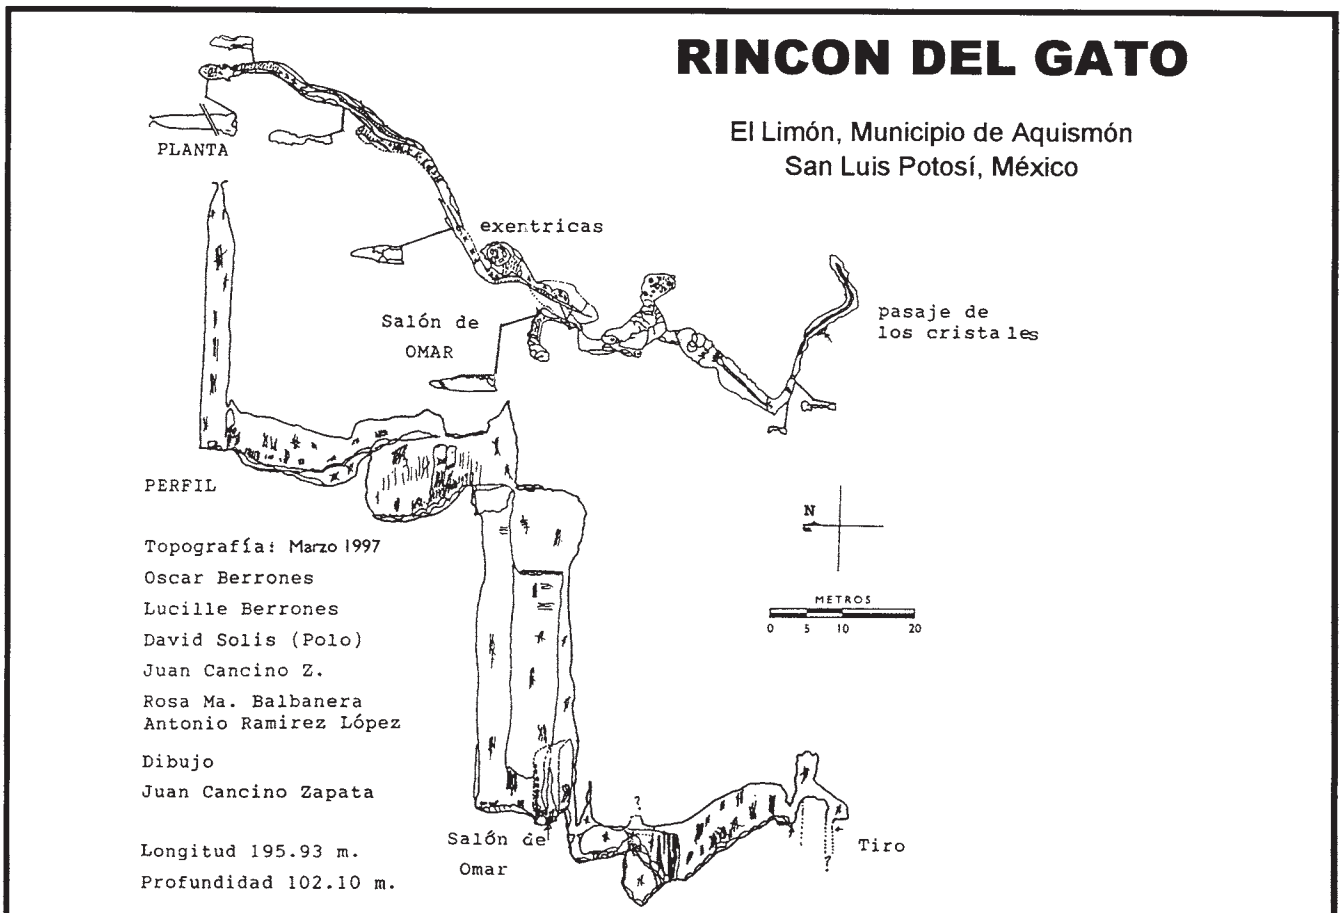 RINCON DEL GATO
El Limón, Municipio de Aquismón
San Luis Potosí, México
PLANTA
exentricas
Salón de
OMAR
pasaje de
los cristales
PERFIL
N
METROS
0 5 10 20
Topografía: Marzo 1997
Oscar Berrones
Lucille Berrones
David Solis (Polo)
Juan Cancino Z.
Rosa Ma. Balbanera
Antonio Ramirez López
Dibujo
Juan Cancino Zapata
Longitud 195.93 m.
Profundidad 102.10 m.
Salón de
Omar
?
Tiro
?